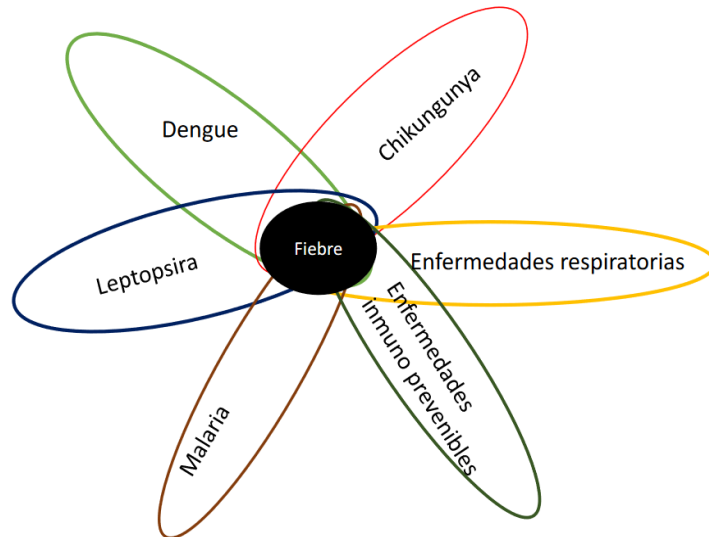 Dengue
Chikungunya
Leptopsira
Fiebre
Enfermedades respiratorias
Enfermedades
inmuno prevenibles
Malaria